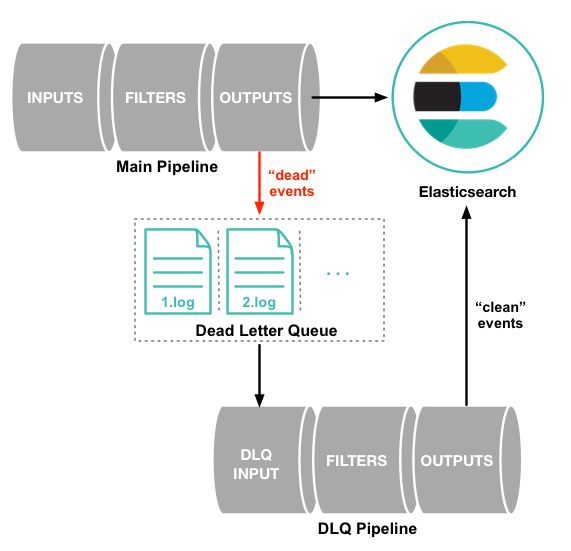 INPUTS
FILTERS
OUTPUTS
Main Pipeline
Elasticsearch
“dead”
events
1.log
2.log
...
Dead Letter Queue
“clean”
events
DLQ
INPUT
FILTERS
OUTPUTS
DLQ Pipeline